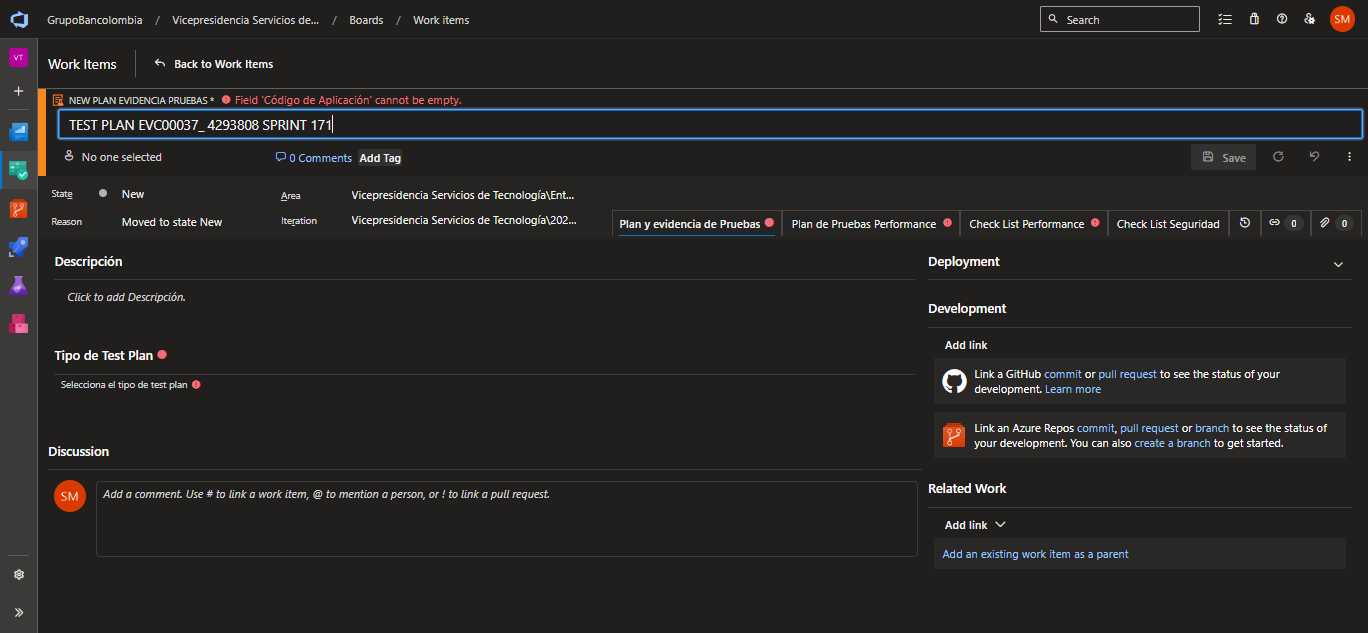 GrupoBancolombia / Vicepresidencia Servicios de... / Boards / Work items
Search
SM
VT
Work Items
Back to Work Items
NEW PLAN EVIDENCIA PRUEBAS * Field 'Código de Aplicación' cannot be empty.
TEST PLAN EVC00037_ 4293808 SPRINT 171
No one selected
0 Comments
Add Tag
Save
State
New
Area
Vicepresidencia Servicios de Tecnología\Ent...
Reason
Moved to state New
Iteration
Vicepresidencia Servicios de Tecnología\202...
Plan y evidencia de Pruebas
Plan de Pruebas Performance
Check List Performance
Check List Seguridad
0
0
Descripción
Click to add Descripción.
Tipo de Test Plan
Selecciona el tipo de test plan
Discussion
SM
Add a comment. Use # to link a work item, @ to mention a person, or ! to link a pull request.
Deployment
Development
Add link
Link a GitHub commit or pull request to see the status of your
development. Learn more
Link an Azure Repos commit, pull request or branch to see the status of
your development. You can also create a branch to get started.
Related Work
Add link
Add an existing work item as a parent